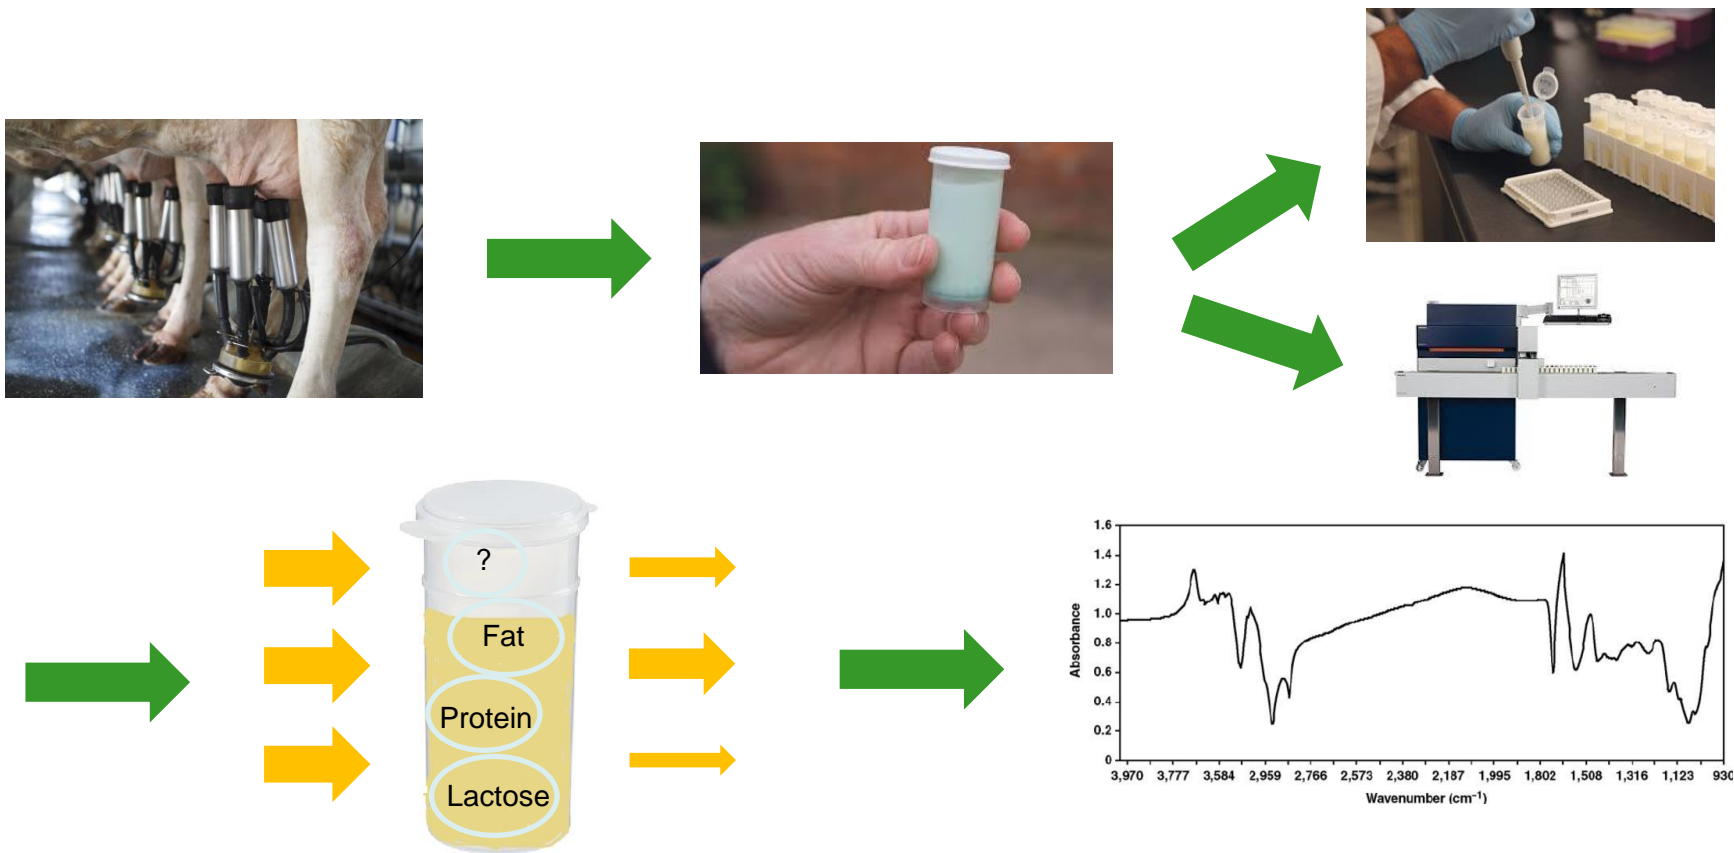 ?
Fat
Protein
Lactose
1.6
1.4
1.2
1.0
0.8
0.6
0.4
0.2
0
Absorbance
3,970 3,777 3,584 2,959 2,766 2,573 2,380 2,187 1,995 1,802 1,508 1,316 1,123 930
Wavenumber (cm⁻¹)